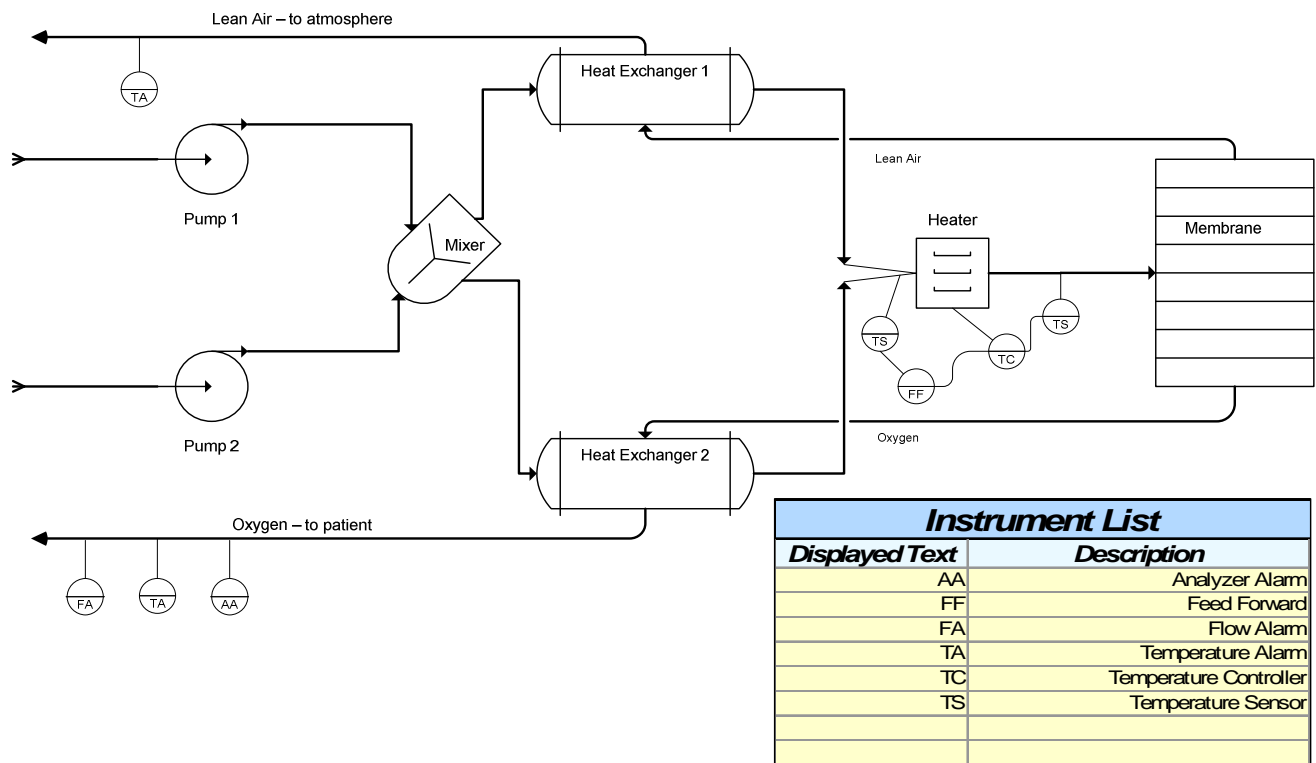 Lean Air – to atmosphere
TA
Heat Exchanger 1
Pump 1
Mixer
Lean Air
Heater
Membrane
TS
TS
TC
FF
Pump 2
Oxygen
Heat Exchanger 2
Oxygen – to patient
FA
TA
AA
Instrument List
Displayed Text Description
AA Analyzer Alarm
FF Feed Forward
FA Flow Alarm
TA Temperature Alarm
TC Temperature Controller
TS Temperature Sensor